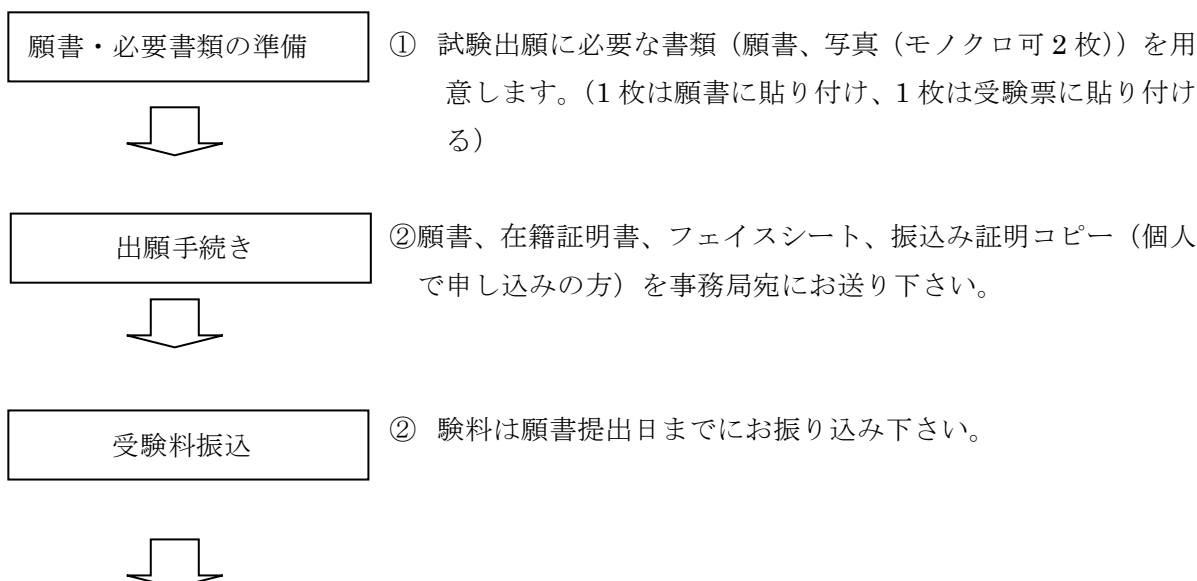 願書・必要書類の準備
① 試験出願に必要な書類（願書、写真（モノクロ可2枚））を用
意します。（1枚は願書に貼り付け、1枚は受験票に貼り付け
る）
出願手続き
②願書、在籍証明書、フェイスシート、振込み証明コピー（個人
で申し込みの方）を事務局宛にお送り下さい。
受験料振込
② 験料は願書提出日までにお振り込み下さい。